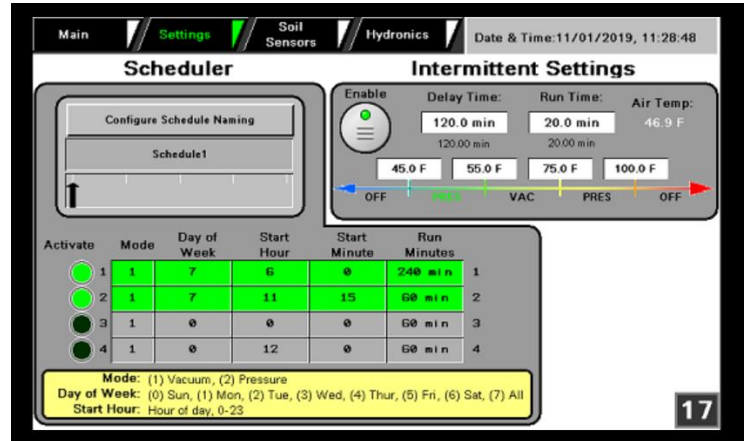 Main
Settings
Soil
Sensors
Hydronics
Date & Time:11/01/2019, 11:28:48
Scheduler
Configure Schedule Naming
Schedule1
Intermittent Settings
Enable
Delay Time:
Run Time:
Air Temp:
120.0 min
20.0 min
46.9 F
120.00 min
20.00 min
45.0 F
55.0 F
75.0 F
100.0 F
OFF
PRES
VAC
PRES
OFF
Activate
Mode
Day of
Week
Start
Hour
Start
Minute
Run
Minutes
1 1 7 6 0 240 min 1
2 1 7 11 15 60 min 2
3 1 0 0 0 60 min 3
4 1 0 12 0 60 min 4
Mode: (1) Vacuum, (2) Pressure
Day of Week: (0) Sun, (1) Mon, (2) Tue, (3) Wed, (4) Thur, (5) Fri, (6) Sat, (7) All
Start Hour: Hour of day, 0-23
17